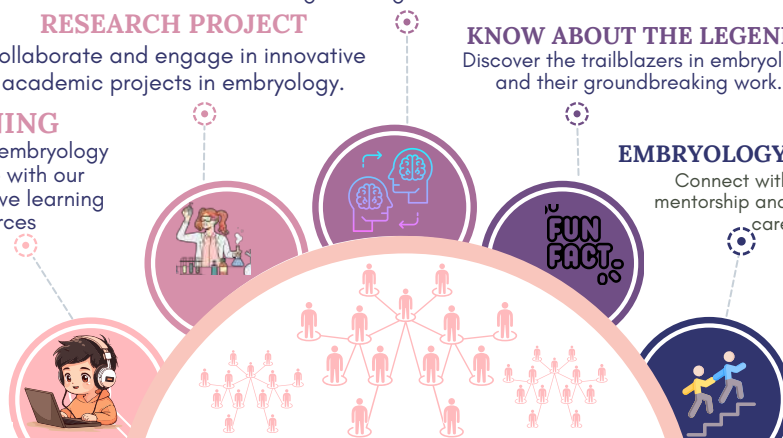 RESEARCH PROJECT
ollaborate and engage in innovative
academic projects in embryology.
KNOW ABOUT THE LEGEN
Discover the trailblazers in embryol
and their groundbreaking work.
NING
embryology
with our
ve learning
rces
EMBRYOLOGY
Connect wit
mentorship and
care
FUN
FACT